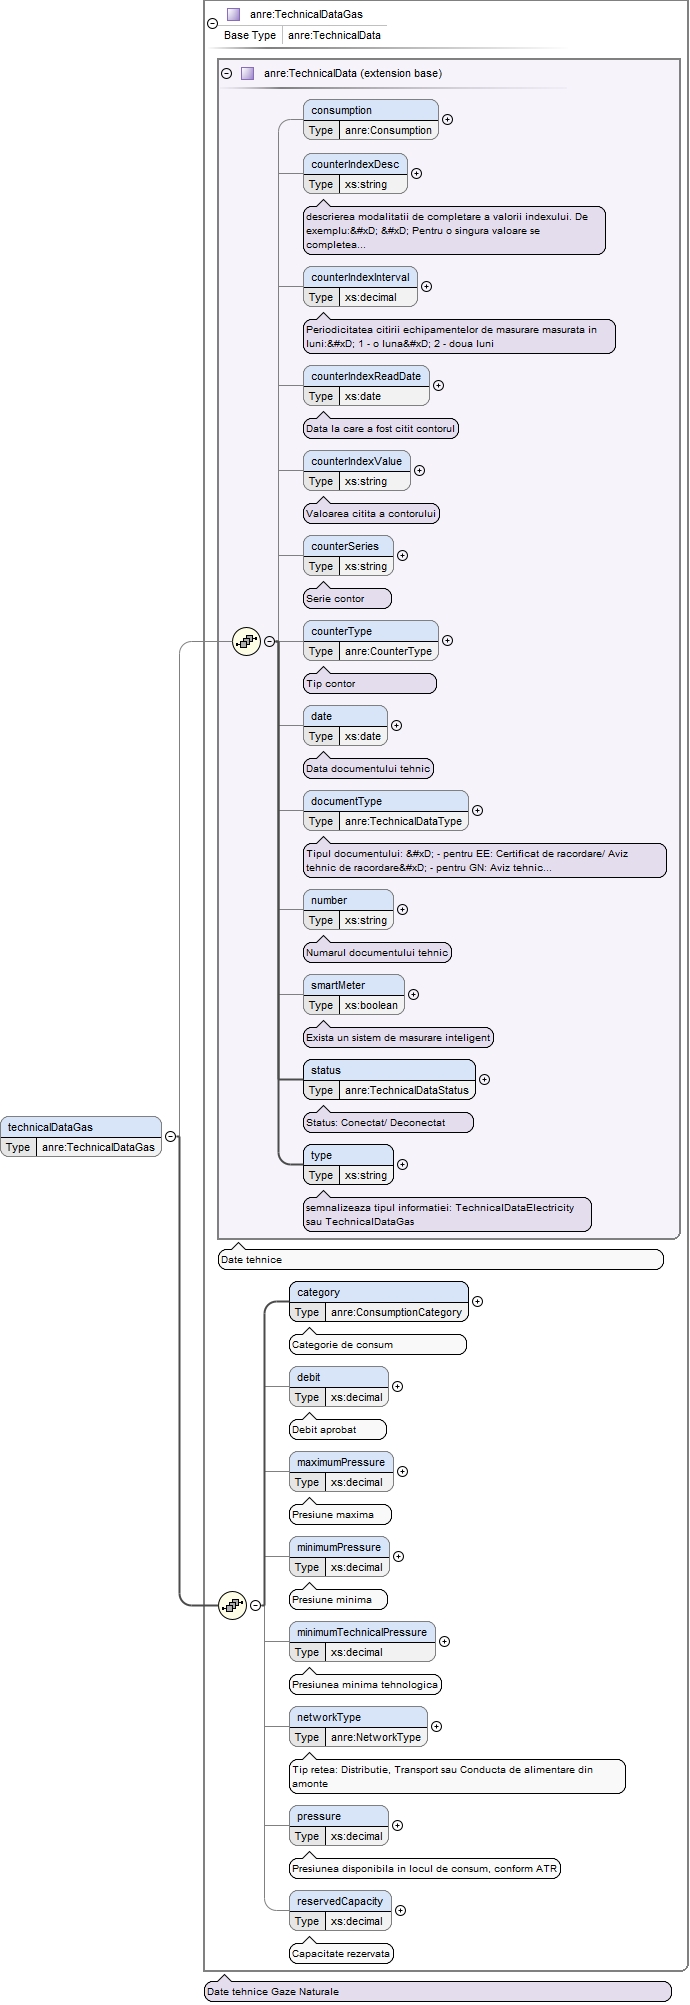 anre:TechnicalDataGas
Base Type anre:TechnicalData
anre:TechnicalData (extension base)
consumption
Type anre:Consumption
counterIndexDesc
Type xs:string
descrierea modalitatii de completare a valorii indexului. De
exemplu:&#xD; &#xD; Pentru o singura valoare se
completea...
counterIndexInterval
Type xs:decimal
Periodicitatea citirii echipamentelor de masurare masurata in
luni:&#xD; 1 - o luna&#xD; 2 - doua luni
counterIndexReadDate
Type xs:date
Data la care a fost citit contorul
counterIndexValue
Type xs:string
Valoarea citita a contorului
counterSeries
Type xs:string
Serie contor
counterType
Type anre:CounterType
Tip contor
date
Type xs:date
Data documentului tehnic
documentType
Type anre:TechnicalDataType
Tipul documentului: &#xD; - pentru EE: Certificat de racordare/ Aviz
tehnic de racordare&#xD; - pentru GN: Aviz tehnic...
number
Type xs:string
Numarul documentului tehnic
smartMeter
Type xs:boolean
Exista un sistem de masurare inteligent
status
Type anre:TechnicalDataStatus
Status: Conectat/ Deconectat
type
Type xs:string
semnalizeaza tipul informatiei: TechnicalDataElectricity
sau TechnicalDataGas
technicalDataGas
Type anre:TechnicalDataGas
Date tehnice
category
Type anre:ConsumptionCategory
Categorie de consum
debit
Type xs:decimal
Debit aprobat
maximumPressure
Type xs:decimal
Presiune maxima
minimumPressure
Type xs:decimal
Presiune minima
minimumTechnicalPressure
Type xs:decimal
Presiunea minima tehnologica
networkType
Type anre:NetworkType
Tip retea: Distributie, Transport sau Conducta de alimentare din
amonte
pressure
Type xs:decimal
Presiunea disponibila in locul de consum, conform ATR
reservedCapacity
Type xs:decimal
Capacitate rezervata
Date tehnice Gaze Naturale